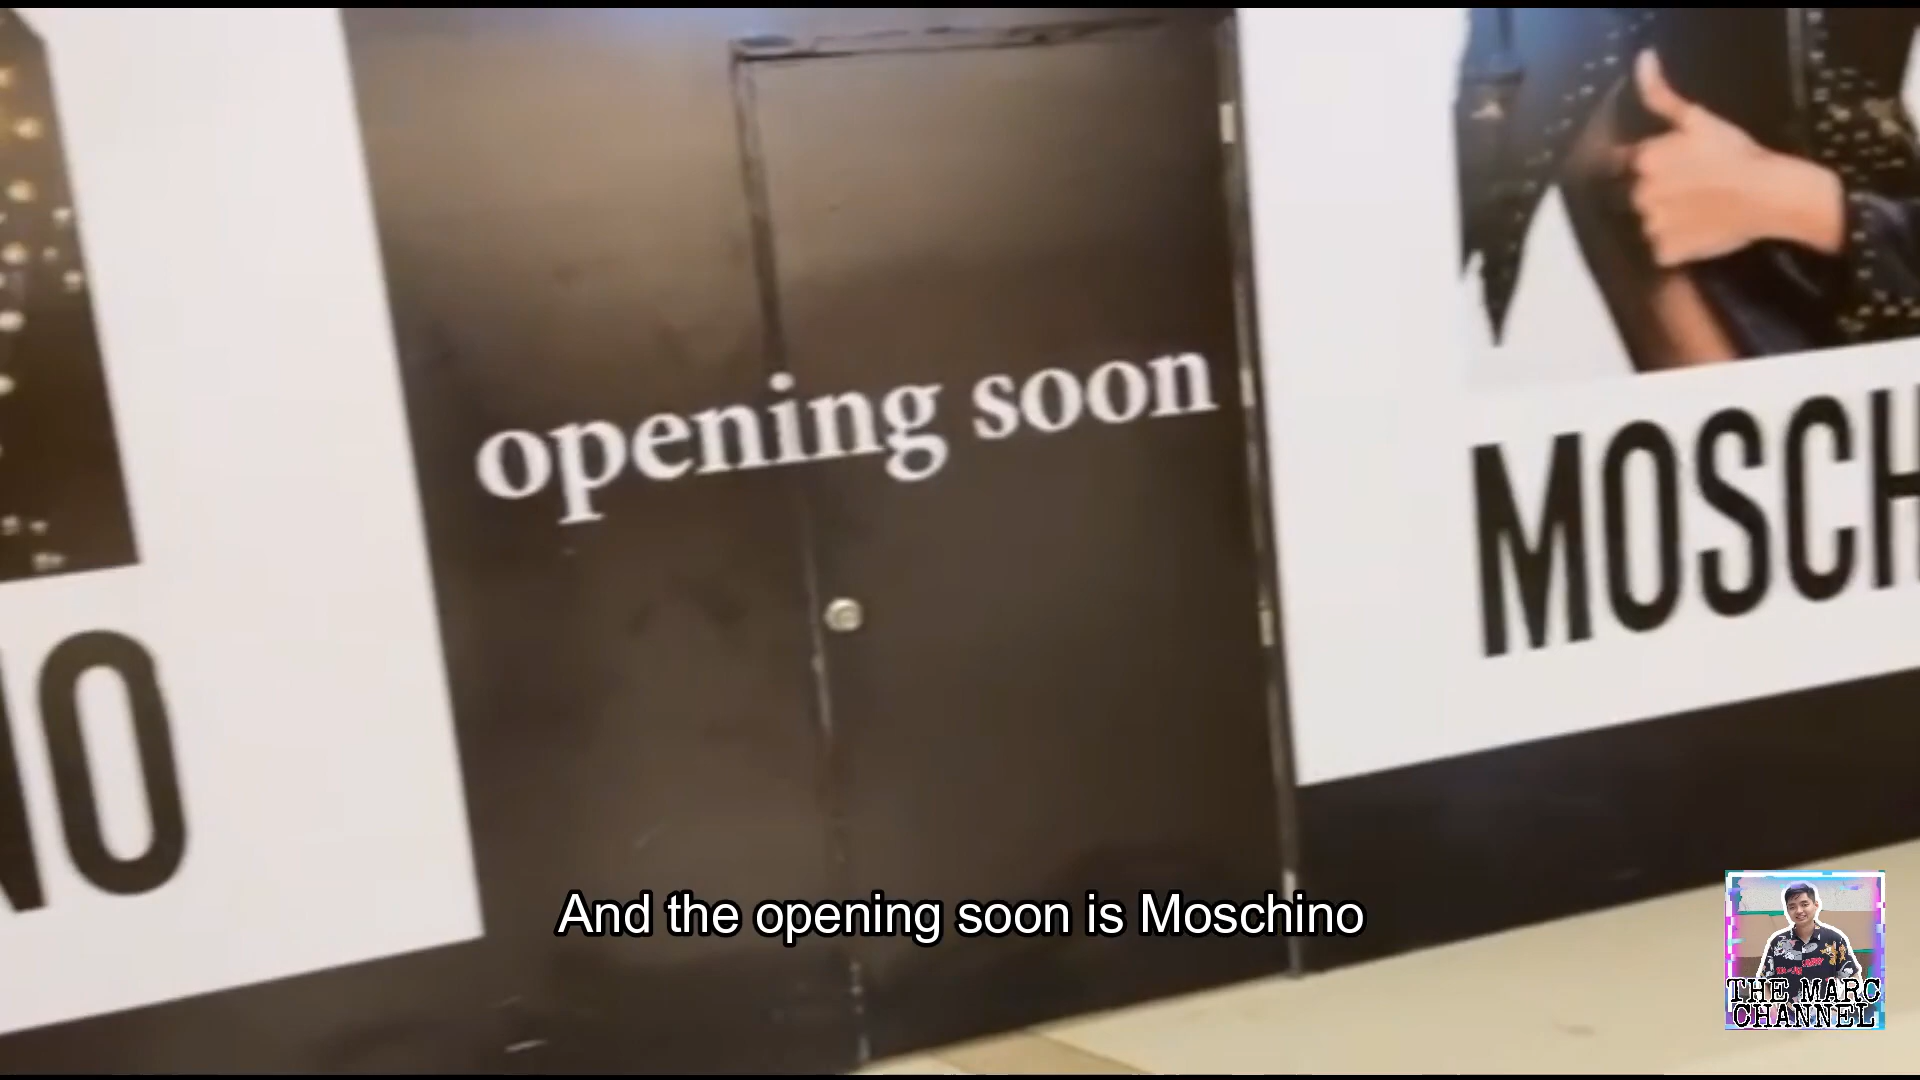 opening soon
MOSCH
NO
And the opening soon is Moschino
THE MARC
CHANNEL